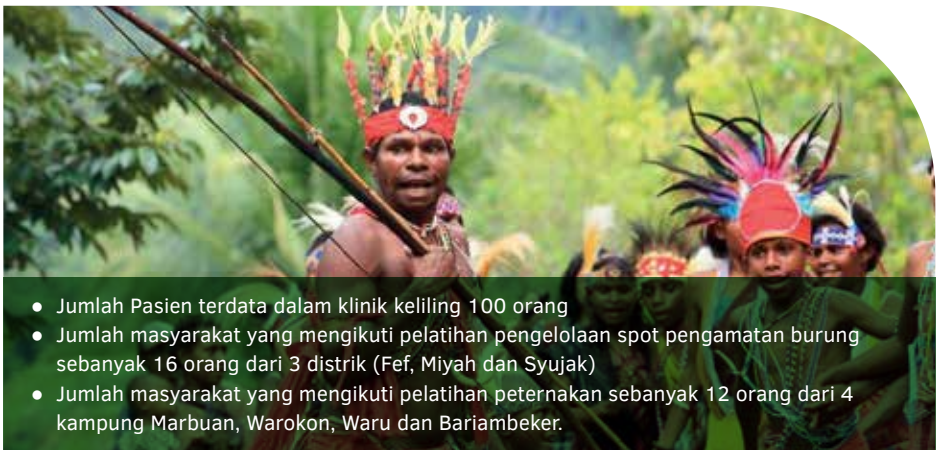 ● Jumlah Pasien terdata dalam klinik keliling 100 orang
● Jumlah masyarakat yang mengikuti pelatihan pengelolaan spot pengamatan burung
sebanyak 16 orang dari 3 distrik (Fef, Miyah dan Syujak)
● Jumlah masyarakat yang mengikuti pelatihan peternakan sebanyak 12 orang dari 4
kampung Marbuan, Warokon, Waru dan Bariambeker.